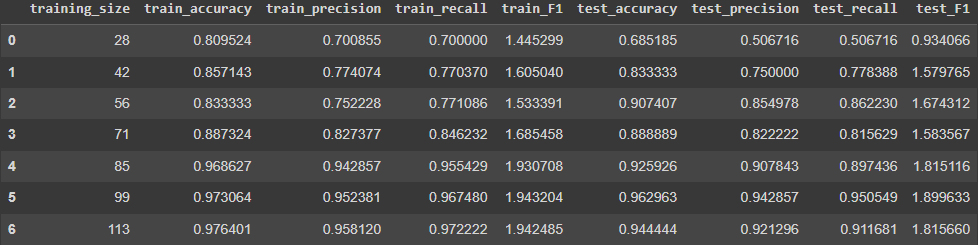 training_size train_accuracy train_precision train_recall train_F1 test_accuracy test_precision test_recall test_F1
0 28 0.809524 0.700855 0.700000 1.445299 0.685185 0.506716 0.506716 0.934066
1 42 0.857143 0.774074 0.770370 1.605040 0.833333 0.750000 0.778388 1.579765
2 56 0.833333 0.752228 0.771086 1.533391 0.907407 0.854978 0.862230 1.674312
3 71 0.887324 0.827377 0.846232 1.685458 0.888889 0.822222 0.815629 1.583567
4 85 0.968627 0.942857 0.955429 1.930708 0.925926 0.907843 0.897436 1.815116
5 99 0.973064 0.952381 0.967480 1.943204 0.962963 0.942857 0.950549 1.899633
6 113 0.976401 0.958120 0.972222 1.942485 0.944444 0.921296 0.911681 1.815660